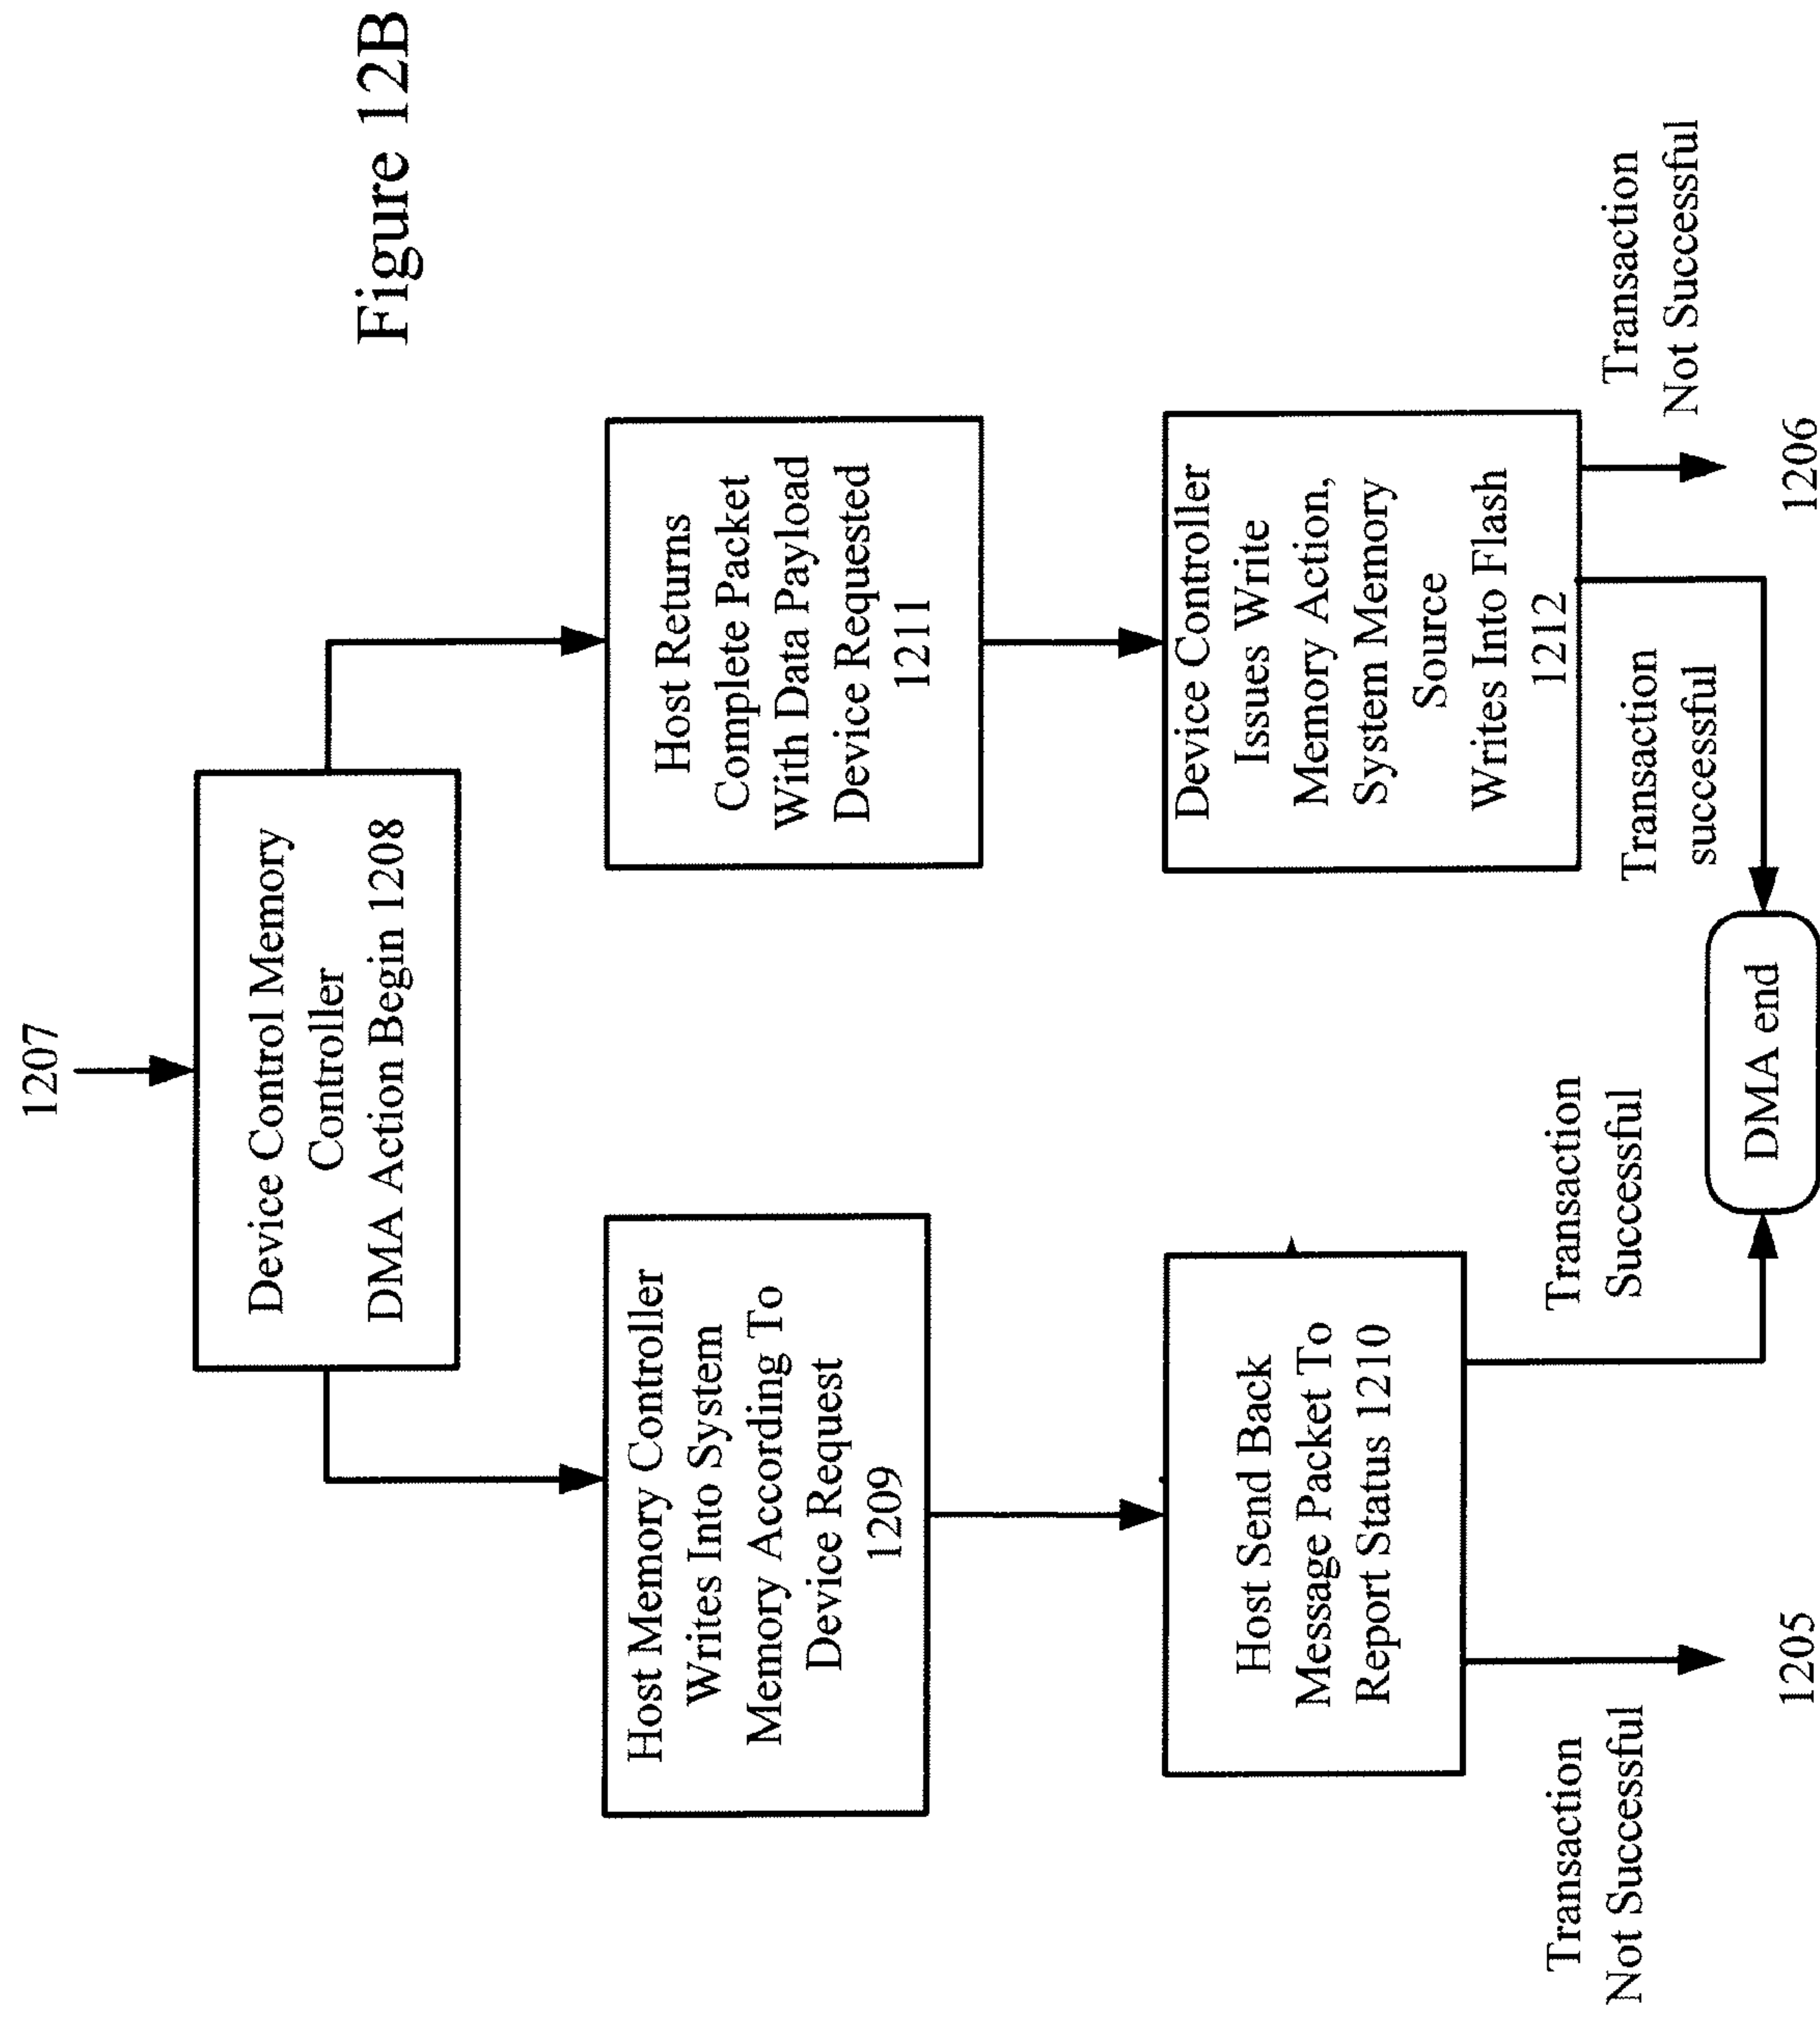 Figure 12B
1207
Device Control Memory
Controller
DMA Action Begin 1208
Host Memory Controller
Writes Into System
Memory According To
Device Request
1209
Host Returns
Complete Packet
With Data Payload
Device Requested
1211
Host Send Back
Message Packet To
Report Status 1210
Device Controller
Issues Write
Memory Action,
System Memory
Source
Writes Into Flash
1212
Transaction
Not Successful
1205
Transaction
Successful
DMA end
Transaction
successful
Transaction
Not Successful
1206